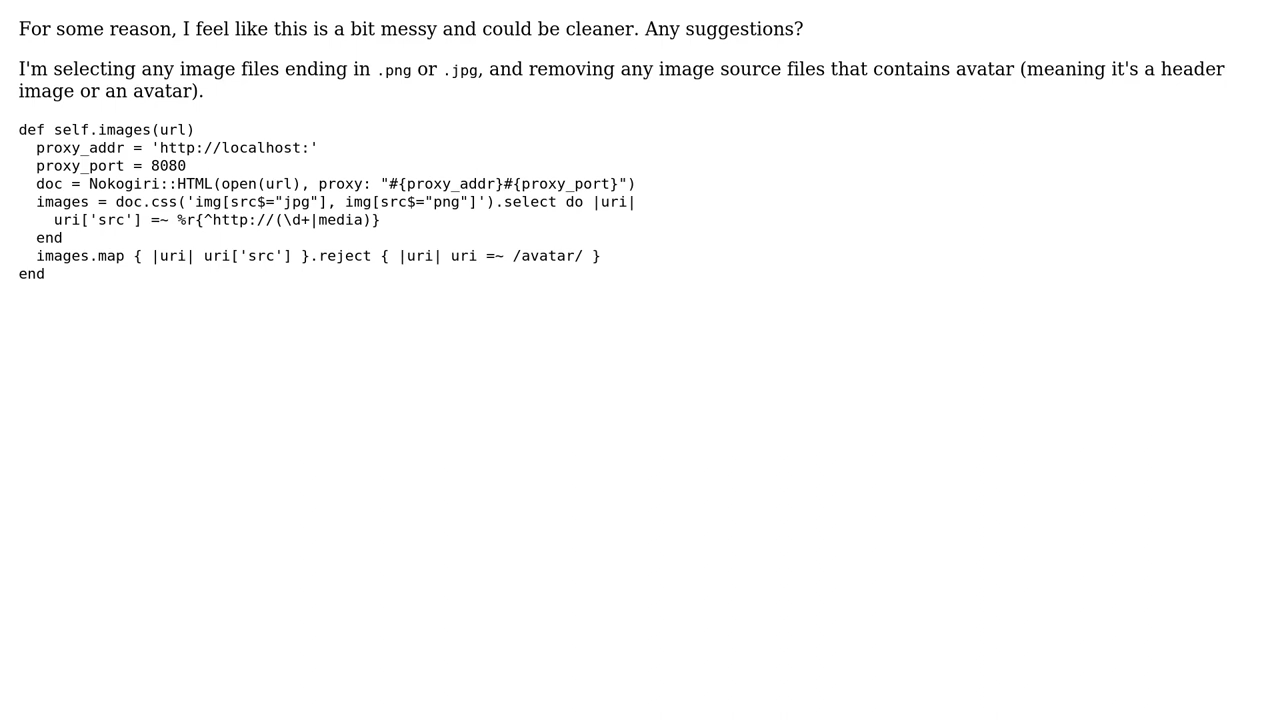 For some reason, I feel like this is a bit messy and could be cleaner. Any suggestions?
I'm selecting any image files ending in .png or .jpg, and removing any image source files that contains avatar (meaning it's a header
image or an avatar).
def self.images(url)
  proxy_addr = 'http://localhost:'
  proxy_port = 8080
  doc = Nokogiri::HTML(open(url), proxy: "#{proxy_addr}#{proxy_port}")
  images = doc.css('img[src$="jpg"], img[src$="png"]').select do |uri|
    uri['src'] =~ %r{^http://(\d+|media)}
  end
  images.map { |uri| uri['src'] }.reject { |uri| uri =~ /avatar/ }
end